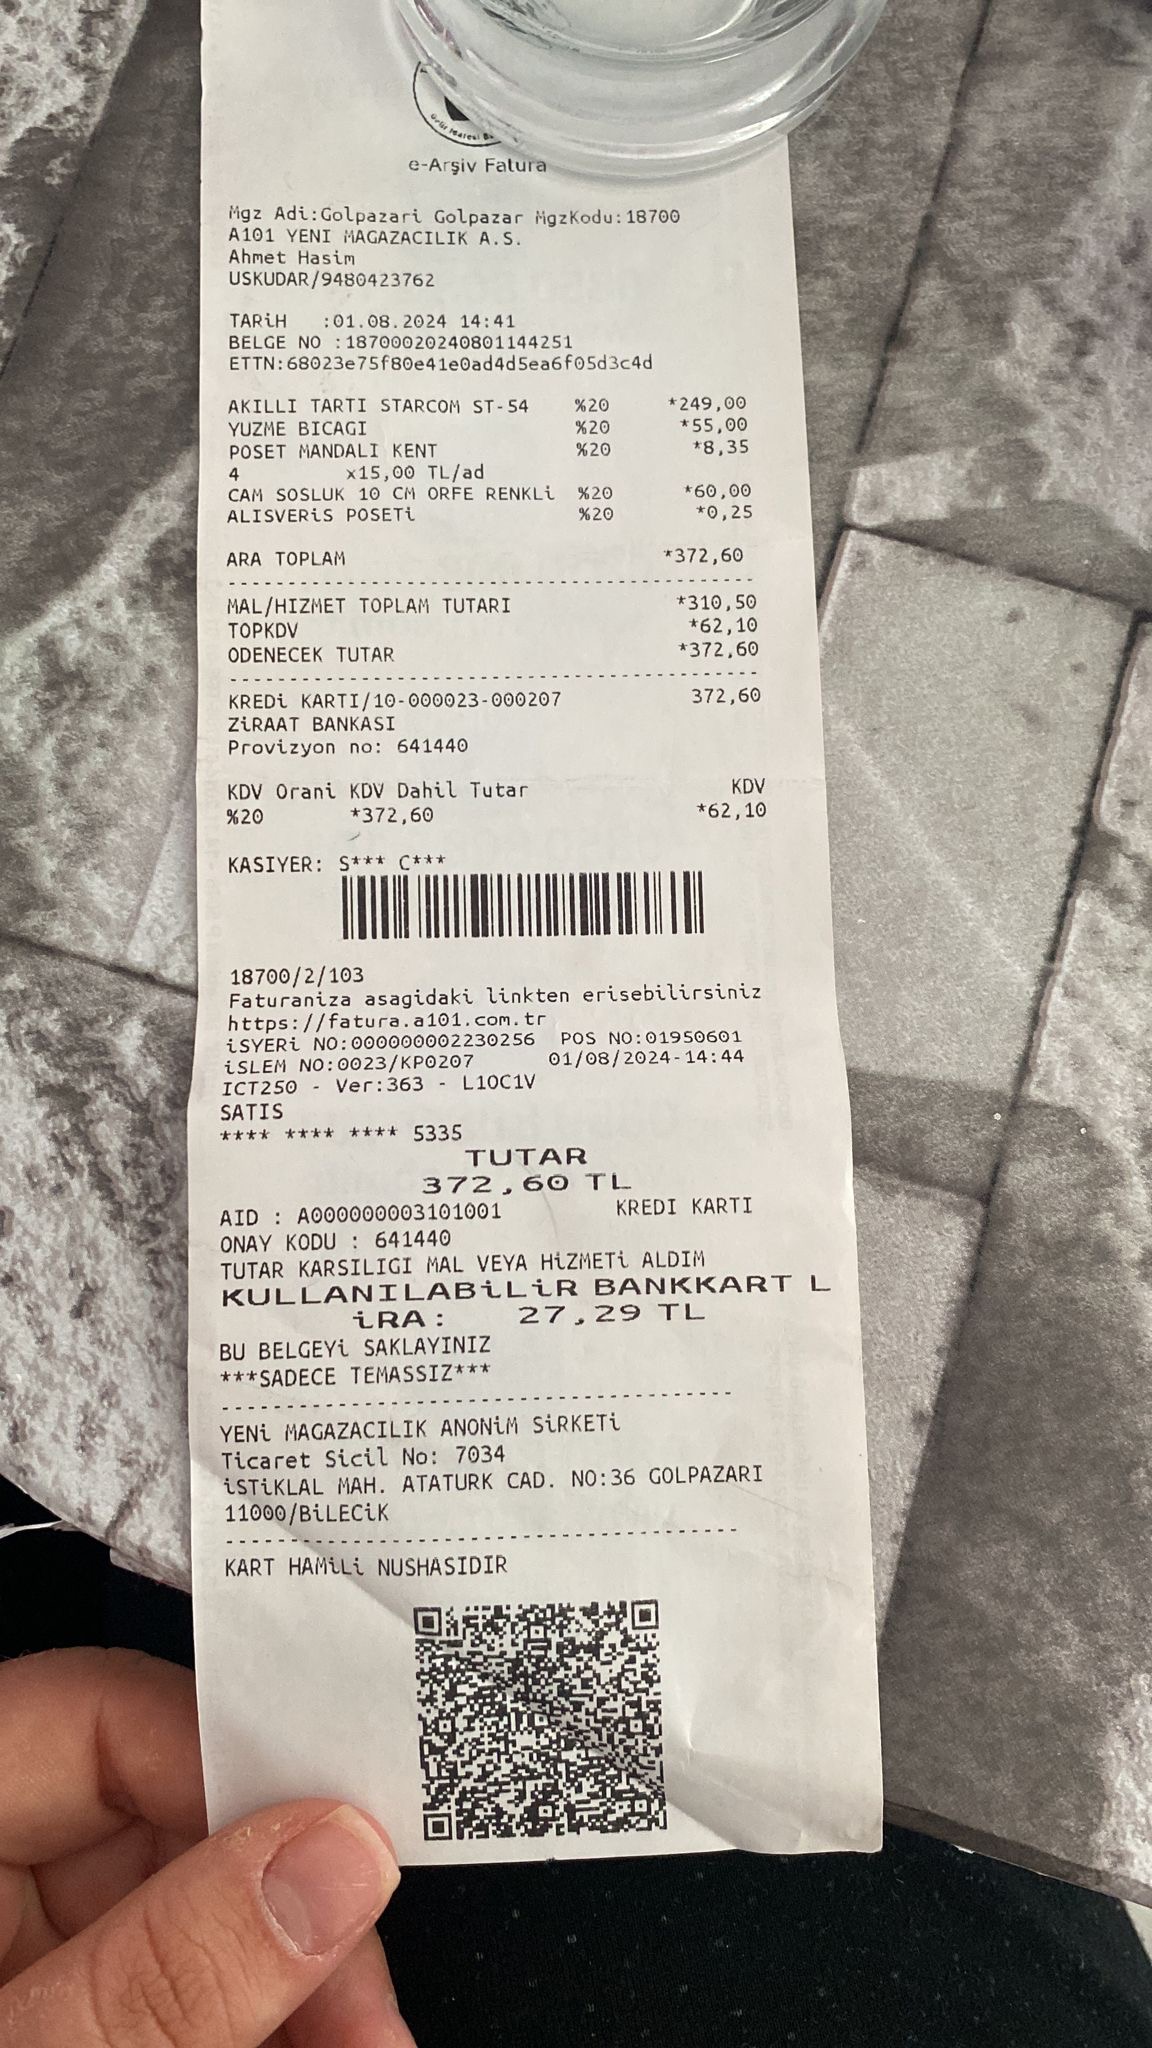 e-Arşiv Fatura
Mgz Adi:Golpazari Golpazar MgzKodu:18700
A101 YENI MAGAZACILIK A.S.
Ahmet Hasim
USKUDAR/9480423762
TARiH :01.08.2024 14:41
BELGE NO :1870002024080114­4251
ETTN:68023e75f80e41e0ad4d5ea6f05d3c4d
AKILLI TARTI STARCOM ST-54 %20 *249,00
YUZME BICAGI %20 *55,00
POSET MANDALI KENT %20 *8,35
4 x15,00 TL/ad
CAM SOSLUK 10 CM ORFE RENKLi %20 *60,00
ALISVERiS POSETi %20 *0,25
ARA TOPLAM *372,60
MAL/HIZMET TOPLAM TUTARI *310,50
TOPKDV *62,10
ODENECEK TUTAR *372,60
KREDi KARTI/10-000023-000207 372,60
ZiRAAT BANKASI
Provizyon no: 641440
KDV Orani KDV Dahil Tutar KDV
%20 *372,60 *62,10
KASIYER: S*** C***
18700/2/103
Faturaniza asagidaki linkten erisebilirsiniz
https://fatura.a101.com.tr
iSYERi NO:000000002230256 POS NO:01950601
iSLEM NO:0023/KP0207 01/08/2024-14:44
ICT250 - Ver:363 - L10C1V
SATIS
**** **** **** 5335
TUTAR
372,60 TL
AID : A0000000031010­01 KREDI KARTI
ONAY KODU : 641440
TUTAR KARSILIGI MAL VEYA HiZMETi ALDIM
KULLANILABiLiR BANKKART L
iRA: 27,29 TL
BU BELGEYi SAKLAYINIZ
***SADECE TEMASSIZ***
YENi MAGAZACILIK ANONiM SiRKETi
Ticaret Sicil No: 7034
iSTiKLAL MAH. ATATURK CAD. NO:36 GOLPAZARI
11000/BiLECiK
KART HAMiLi NUSHASIDIR